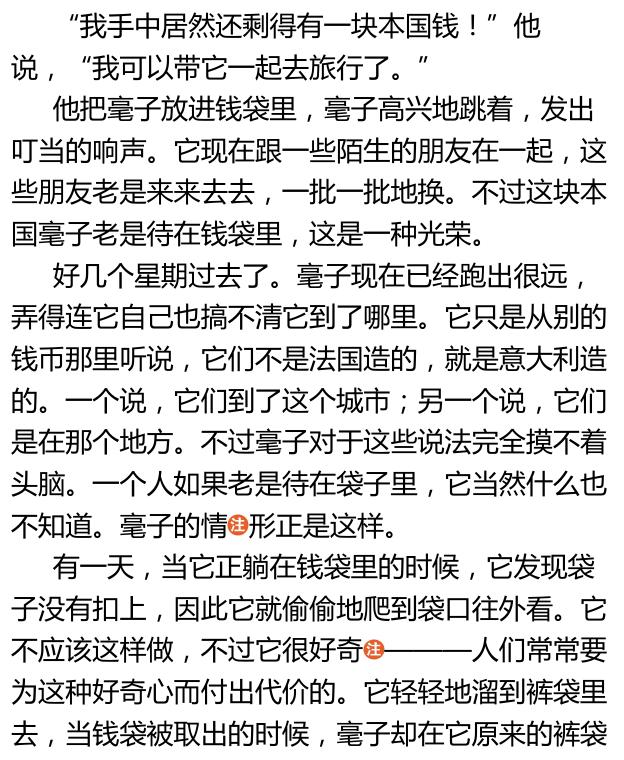 “我手中居然还剩得有一块本国钱！”他
说，“我可以带它一起去旅行了。”
他把毫子放进钱袋里，毫子高兴地跳着，发出
叮当的响声。它现在跟一些陌生的朋友在一起，这
些朋友老是来来去去，一批一批地换。不过这块本
国毫子老是待在钱袋里，这是一种光荣。
好几个星期过去了。毫子现在已经跑出很远，
弄得连它自己也搞不清它到了哪里。它只是从别的
钱币那里听说，它们不是法国造的，就是意大利造
的。一个说，它们到了这个城市；另一个说，它们
是在那个地方。不过毫子对于这些说法完全摸不着
头脑。一个人如果老是待在袋子里，它当然什么也
不知道。毫子的情注形正是这样。
有一天，当它正躺在钱袋里的时候，它发现袋
子没有扣上，因此它就偷偷地爬到袋口往外看。它
不应该这样做，不过它很好奇注———人们常常要
为这种好奇心而付出代价的。它轻轻地溜到裤袋里
去，当钱袋被取出的时候，毫子却在它原来的裤袋